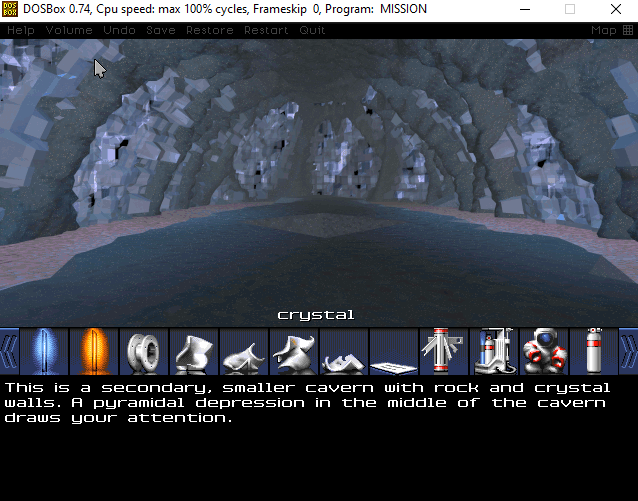 DOS
BOX
DOSBox 0.74, Cpu speed: max 100% cycles, Frameskip 0, Program: MISSION
Help Volume Undo Save Restore Restart Quit Map
crystal
This is a secondary, smaller cavern with rock and crystal
walls. A pyramidal depression in the middle of the cavern
draws your attention.